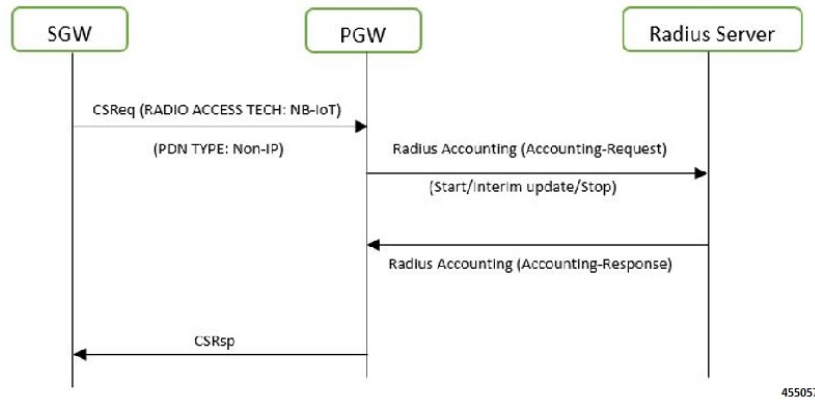 SGW
PGW
Radius Server
CSReq (RADIO ACCESS TECH: NB-IoT)
(PDN TYPE: Non-IP)
Radius Accounting (Accounting-Request)
(Start/Interim update/Stop)
Radius Accounting (Accounting-Response)
CSRsp
455057